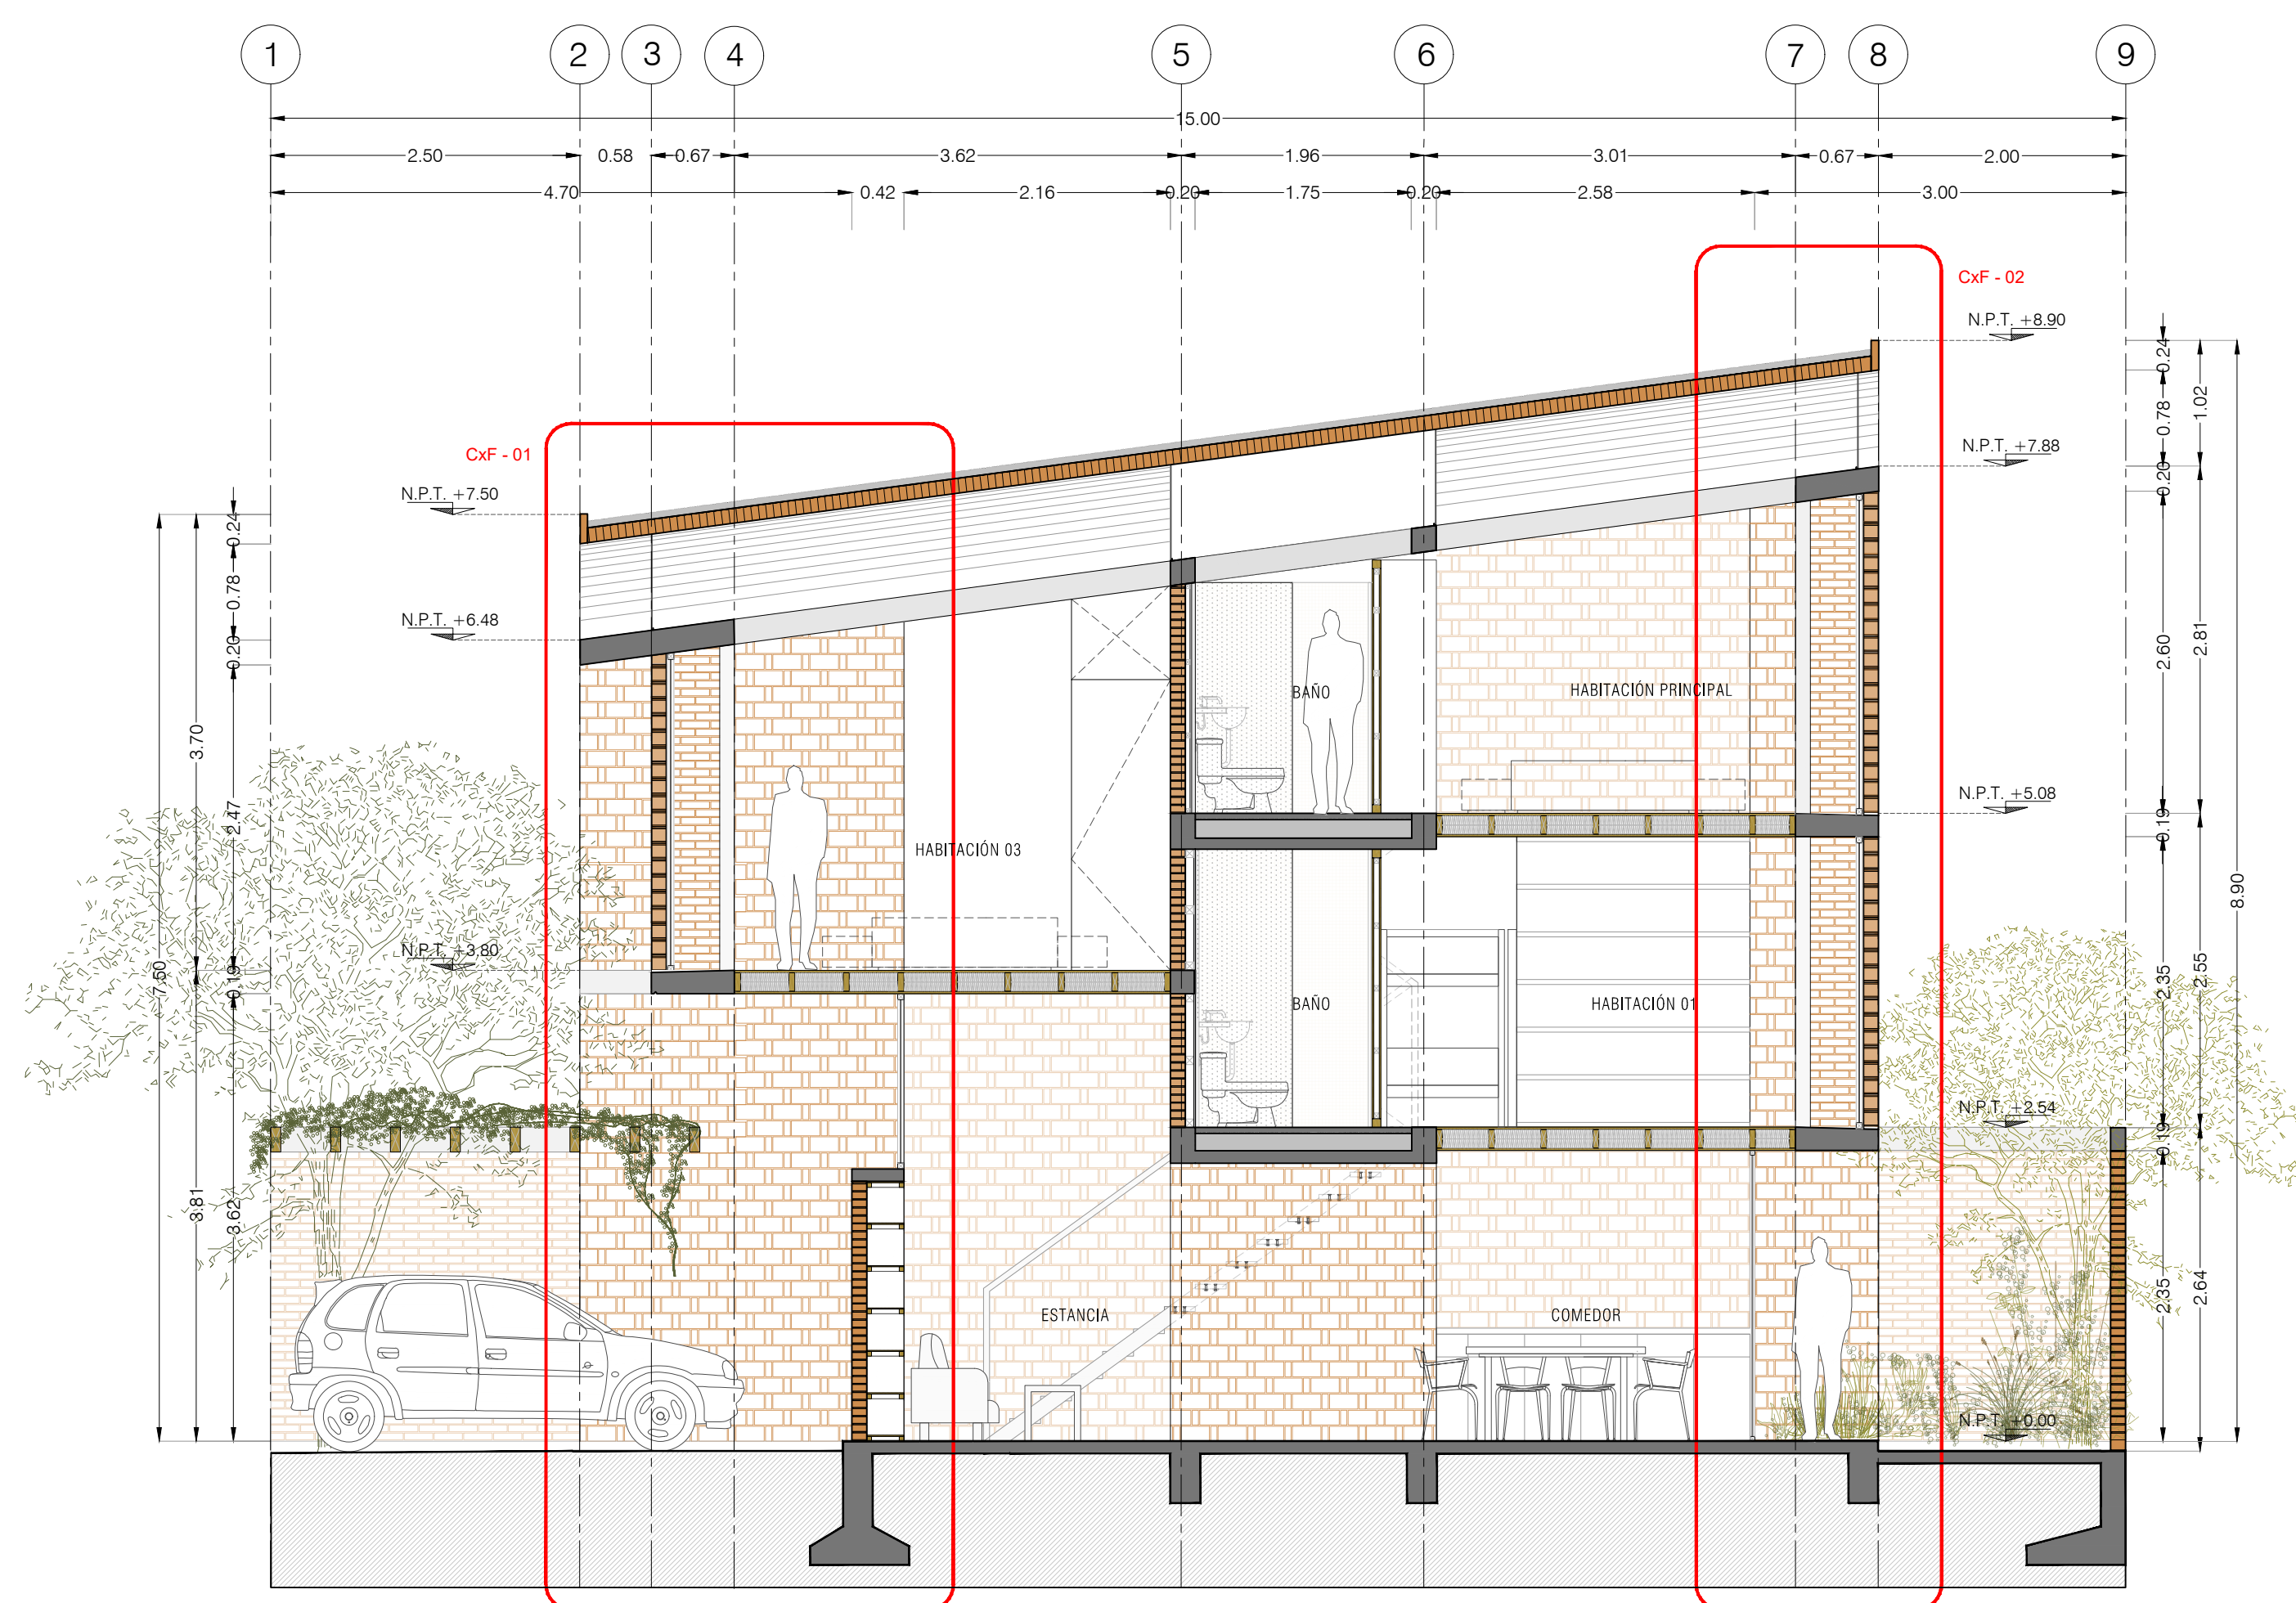 1 2 3 4 5 6 7 8 9
15.00
2.50 0.58 0.67 3.62 1.96 3.01 0.67 2.00
4.70 0.42 2.16 0.20 1.75 0.20 2.58 3.00
CxF - 02
N.P.T. +8.90
CxF - 01
N.P.T. +7.88
N.P.T. +7.50
N.P.T. +6.48
BAÑO
HABITACIÓN PRINCIPAL
N.P.T. +5.08
HABITACIÓN 03
N.P.T. +3.80
BAÑO
HABITACIÓN 01
N.P.T. +2.54
ESTANCIA
COMEDOR
N.P.T. +0.00
7.50
3.70
3.81
0.24
0.78
0.20
2.47
0.19
3.62
0.24
0.78
0.20
2.60
0.19
2.35
0.19
2.35
1.02
2.81
2.55
2.64
8.90